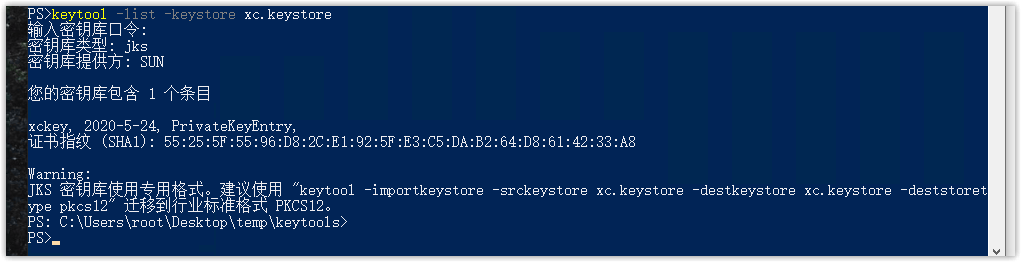 PS>keytool -list -keystore xc.keystore
输入密钥库口令:
密钥库类型: jks
密钥库提供方: SUN
您的密钥库包含 1 个条目
xckey, 2020-5-24, PrivateKeyEntry,
证书指纹 (SHA1): 55:25:5F:55:96:D8:2C:E1:92:5F:E3:C5:DA:B2:64:D8:61:42:33:A8
Warning:
JKS 密钥库使用专用格式。建议使用 "keytool -importkeystore -srckeystore xc.keystore -destkeystore xc.keystore -deststoret
ype pkcs12" 迁移到行业标准格式 PKCS12。
PS: C:\Users\root\Desktop\temp\keytools>
PS>